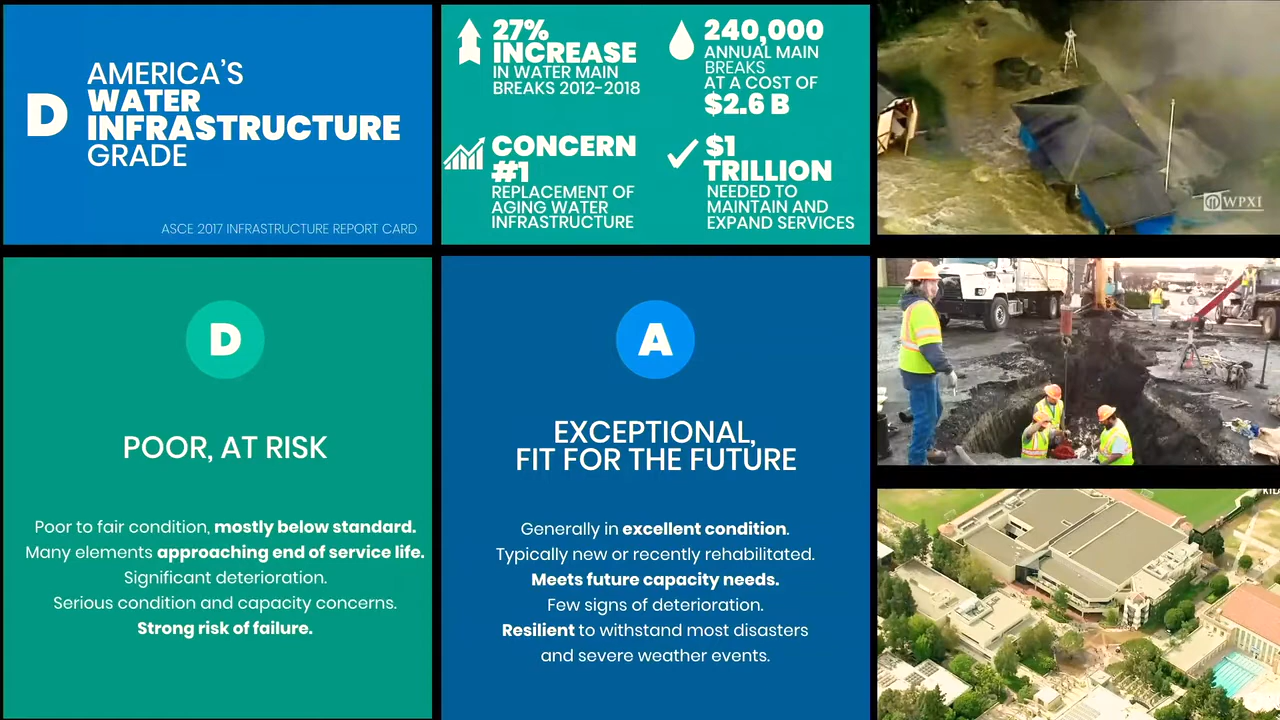 D
AMERICA'S
WATER
INFRASTRUCTURE
GRADE
ASCE 2017 INFRASTRUCTURE REPORT CARD
27%
INCREASE
IN WATER MAIN
BREAKS 2012-2018
240,000
ANNUAL MAIN
BREAKS
AT A COST OF
$2.6 B
CONCERN
#1
REPLACEMENT OF
AGING WATER
INFRASTRUCTURE
$1
TRILLION
NEEDED TO
MAINTAIN AND
EXPAND SERVICES
WPXI
D
POOR, AT RISK
Poor to fair condition, mostly below standard.
Many elements approaching end of service life.
Significant deterioration.
Serious condition and capacity concerns.
Strong risk of failure.
A
EXCEPTIONAL,
FIT FOR THE FUTURE
Generally in excellent condition.
Typically new or recently rehabilitated.
Meets future capacity needs.
Few signs of deterioration.
Resilient to withstand most disasters
and severe weather events.